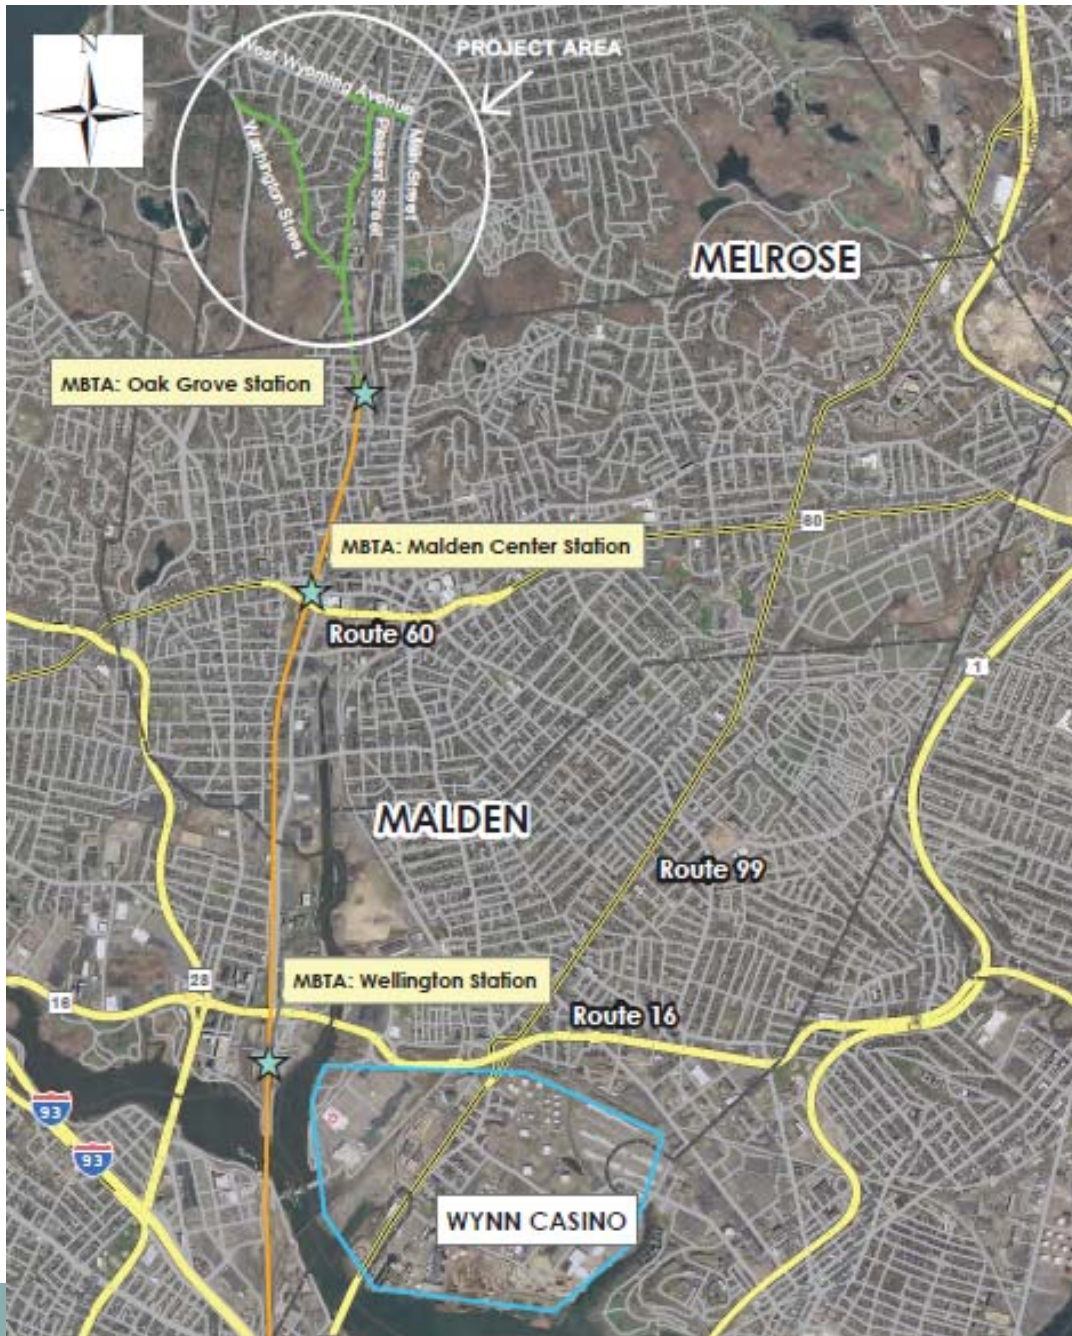 N
PROJECT AREA
West Wyoming Avenue
Main Street
Pleasant Street
Washington Street
MELROSE
MBTA: Oak Grove Station
60
MBTA: Malden Center Station
Route 60
1
MALDEN
Route 99
MBTA: Wellington Station
28
16
Route 16
93
93
WYNN CASINO